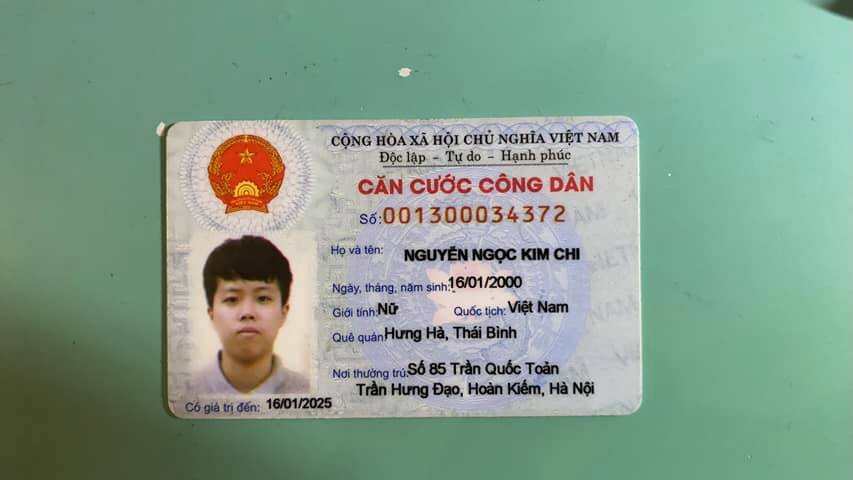 CỘNG HÒA XÃ HỘI CHỦ NGHĨA VIỆT NAM
Độc lập - Tự do - Hạnh phúc
CĂN CƯỚC CÔNG DÂN
Số: 001300034372
Họ và tên: NGUYỄN NGỌC KIM CHI
Ngày, tháng, năm sinh: 16/01/2000
Giới tính: Nữ Quốc tịch: Việt Nam
Quê quán: Hưng Hà, Thái Bình
Nơi thường trú: Số 85 Trần Quốc Toản
Trần Hưng Đạo, Hoàn Kiếm, Hà Nội
Có giá trị đến: 16/01/2025